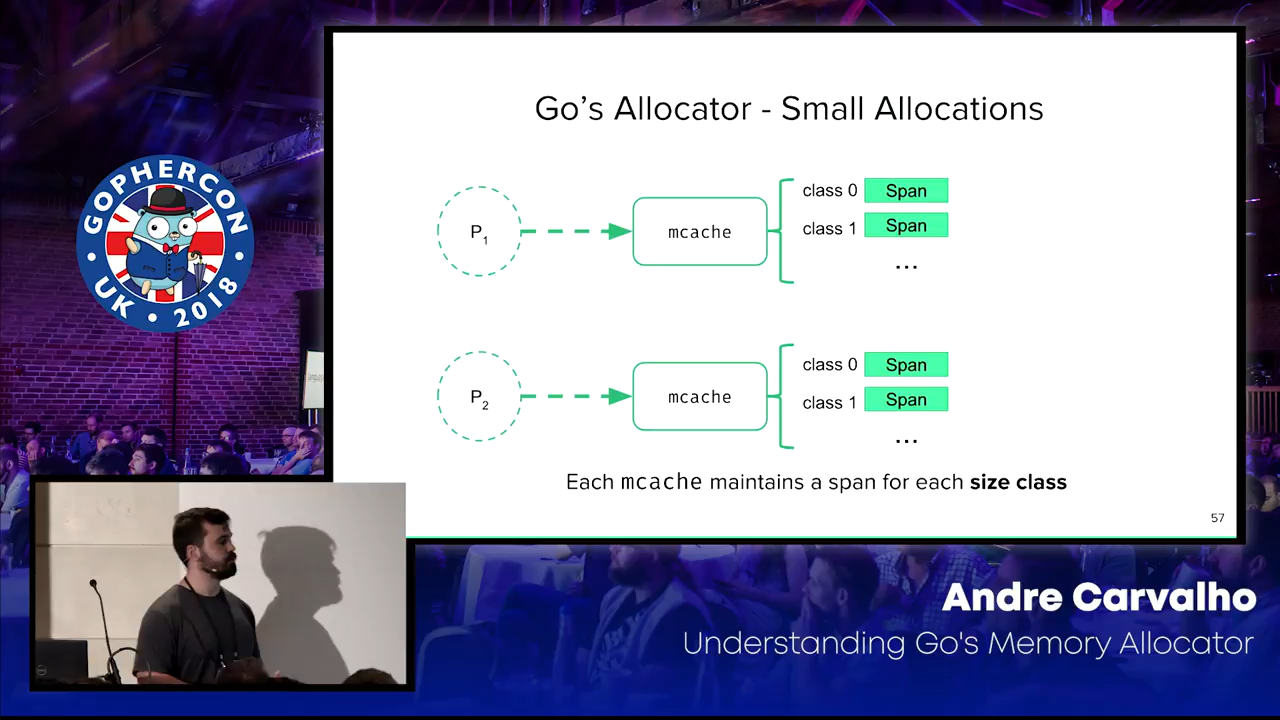 Go's Allocator - Small Allocations
P1
mcache
class 0 Span
class 1 Span
...
P2
mcache
class 0 Span
class 1 Span
...
Each mcache maintains a span for each size class
57
GOPHERCON
UK • 2018
Andre Carvalho
Understanding Go's Memory Allocator